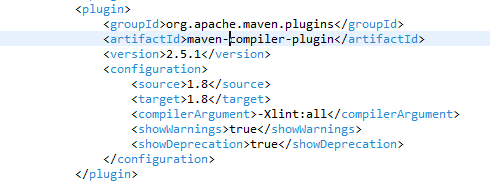 <plugin>
<groupId>org.apache.maven.plugins</groupId>
<artifactId>maven-compiler-plugin</artifactId>
<version>2.5.1</version>
<configuration>
<source>1.8</source>
<target>1.8</target>
<compilerArgument>-Xlint:all</compilerArgument>
<showWarnings>true</showWarnings>
<showDeprecation>true</showDeprecation>
</configuration>
</plugin>